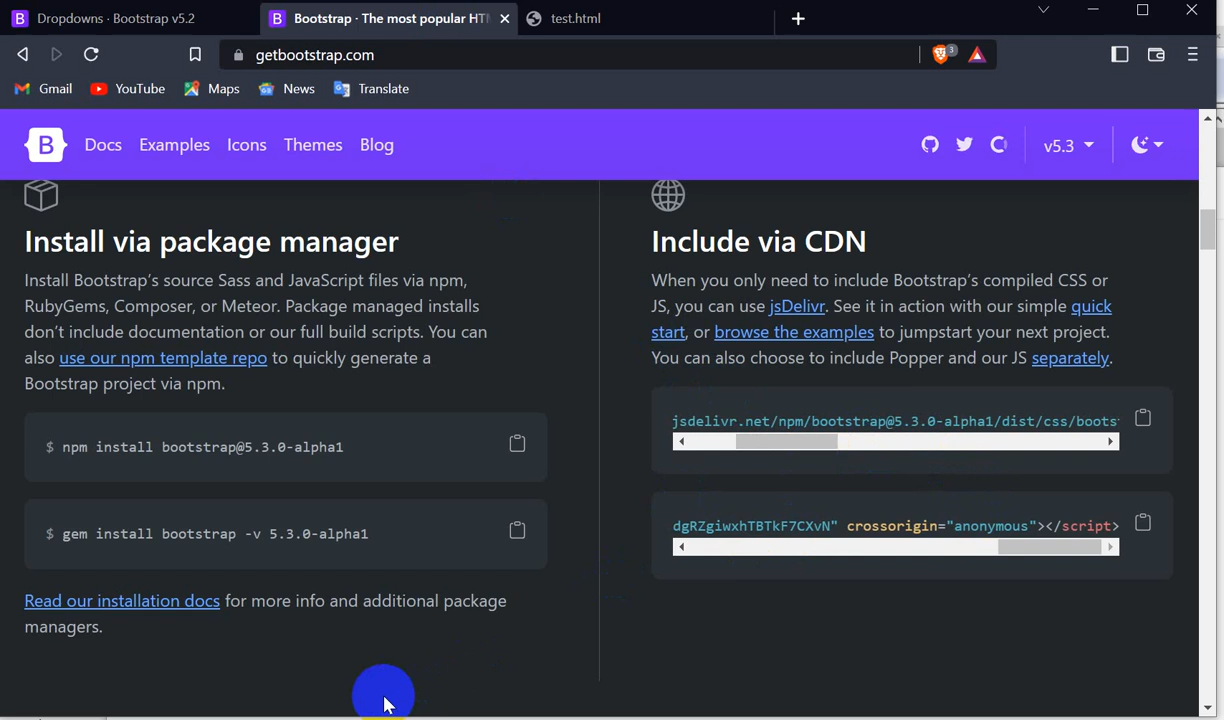 Dropdowns · Bootstrap v5.2
Bootstrap · The most popular HTM
test.html
getbootstrap.com
3
Gmail
YouTube
Maps
News
Translate
B
Docs
Examples
Icons
Themes
Blog
v5.3
Install via package manager
Install Bootstrap’s source Sass and JavaScript files via npm,
RubyGems, Composer, or Meteor. Package managed installs
don’t include documentation or our full build scripts. You can
also use our npm template repo to quickly generate a
Bootstrap project via npm.
$ npm install bootstrap@5.3.0-alpha1
$ gem install bootstrap -v 5.3.0-alpha1
Read our installation docs for more info and additional package
managers.
Include via CDN
When you only need to include Bootstrap’s compiled CSS or
JS, you can use jsDelivr. See it in action with our simple quick
start, or browse the examples to jumpstart your next project.
You can also choose to include Popper and our JS separately.
jsdelivr.net/npm/bootstrap@5.3.0-alpha1/dist/css/boots
dgRZgiwxhTBTkF7CXvN" crossorigin="anonymous"></script>